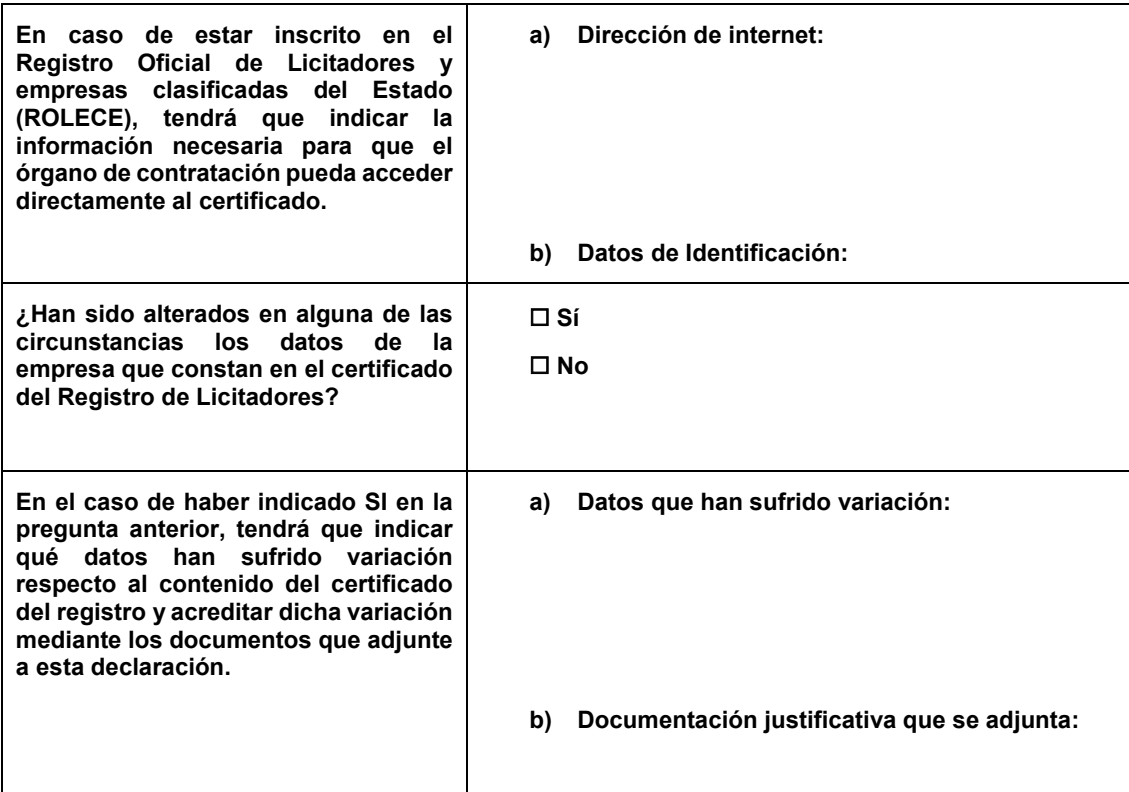 En caso de estar inscrito en el
Registro Oficial de Licitadores y
empresas clasificadas del Estado
(ROLECE), tendrá que indicar la
información necesaria para que el
órgano de contratación pueda acceder
directamente al certificado.
a) Dirección de internet:
b) Datos de Identificación:
¿Han sido alterados en alguna de las
circunstancias los datos de la
empresa que constan en el certificado
del Registro de Licitadores?
☐ Sí
☐ No
En el caso de haber indicado SI en la
pregunta anterior, tendrá que indicar
qué datos han sufrido variación
respecto al contenido del certificado
del registro y acreditar dicha variación
mediante los documentos que adjunte
a esta declaración.
a) Datos que han sufrido variación:
b) Documentación justificativa que se adjunta: